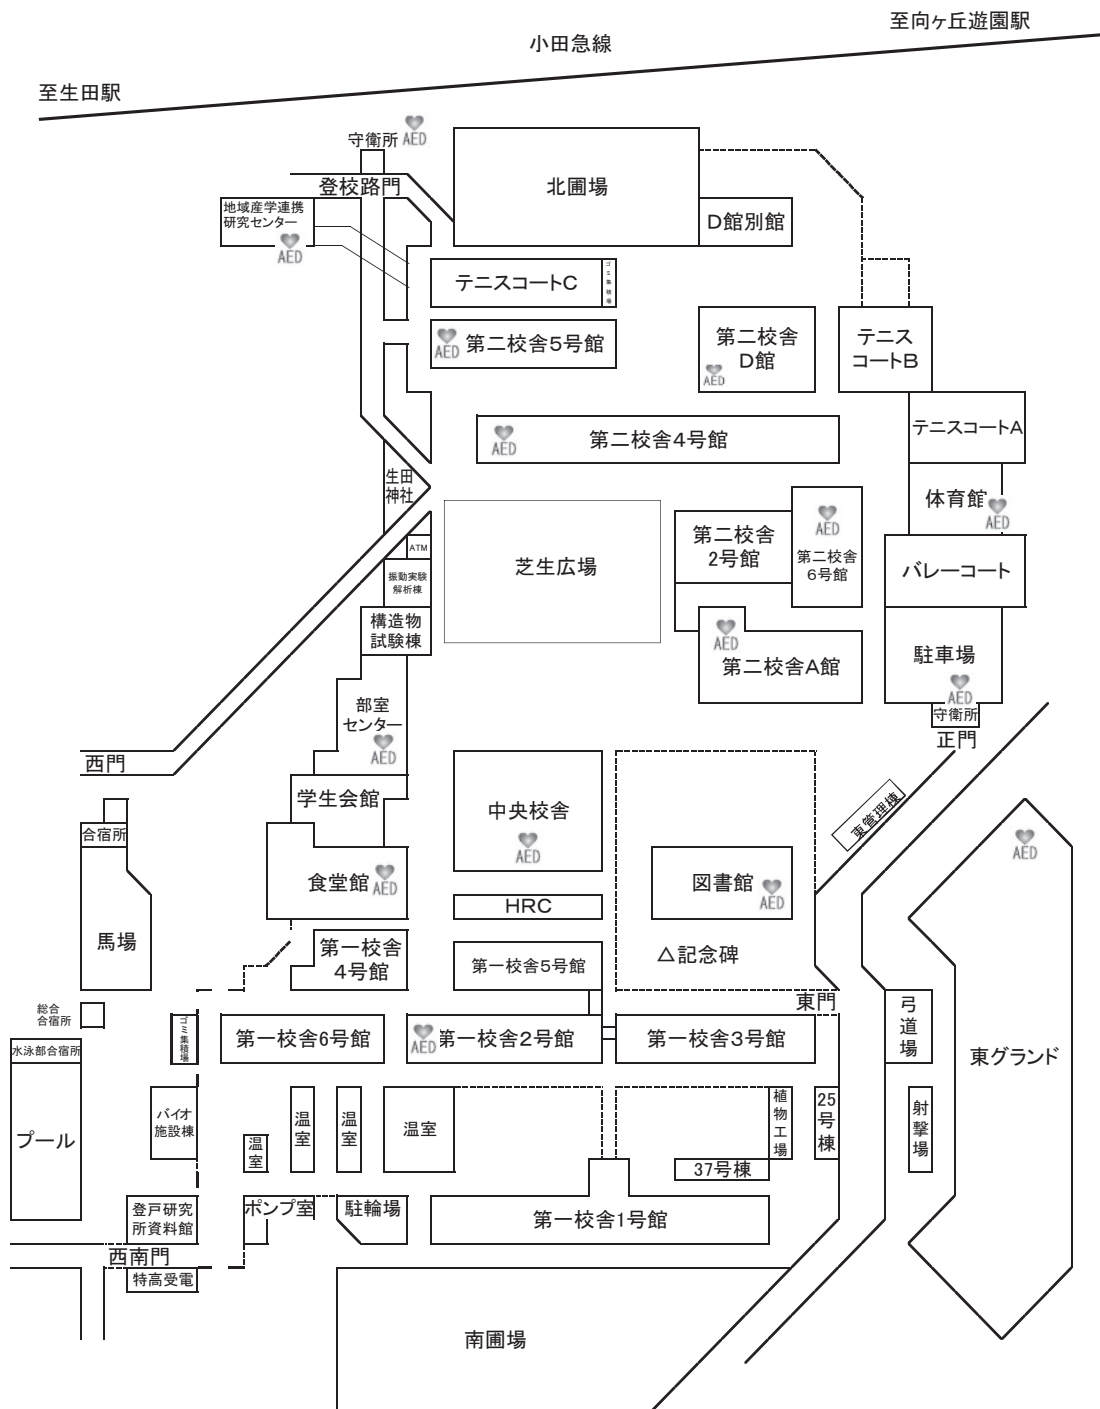 至向ヶ丘遊園駅
小田急線
至生田駅
守衛所
AED
登校路門
北圃場
地域産学連携
研究センター
AED
D館別館
テニスコートC
ゴミ集積場
AED
第二校舎5号館
第二校舎
D館
AED
テニス
コートB
テニスコートA
AED
第二校舎4号館
生田
神社
体育館
AED
ATM
振動実験
解析棟
芝生広場
第二校舎
2号館
AED
第二校舎
6号館
バレーコート
構造物
試験棟
AED
第二校舎A館
駐車場
AED
守衛所
正門
部室
センター
AED
西門
学生会館
中央校舎
AED
東管理棟
AED
合宿所
食堂館
AED
HRC
図書館
AED
馬場
第一校舎
4号館
第一校舎5号館
△記念碑
東門
総合
合宿所
ゴミ集積場
第一校舎6号館
AED
第一校舎2号館
第一校舎3号館
弓道場
東グランド
水泳部合宿所
プール
バイオ
施設棟
温室
温室
温室
温室
植物工場
25号棟
射撃場
37号棟
登戸研究
所資料館
ポンプ室
駐輪場
第一校舎1号館
西南門
特高受電
南圃場